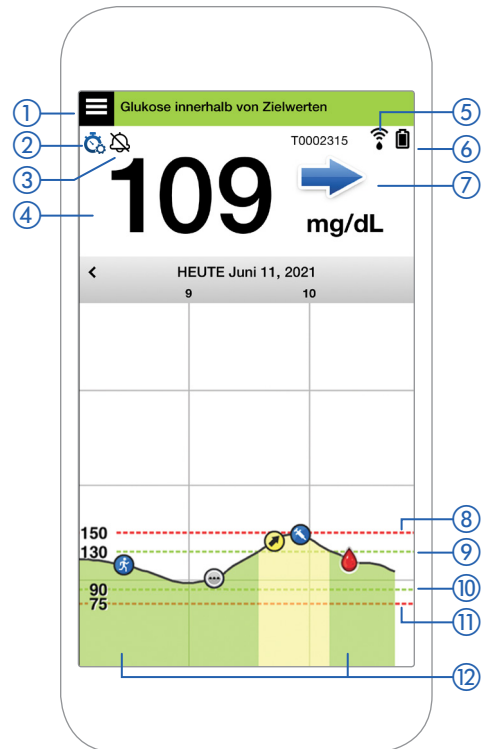 Glukose innerhalb von Zielwerten
① ⑤
② T0002315 ⑥
③ ⑦
④ 109 mg/dL
HEUTE Juni 11, 2021
9 10
150 ⑧
130 ⑨
90 ⑩
75 ⑪
⑫